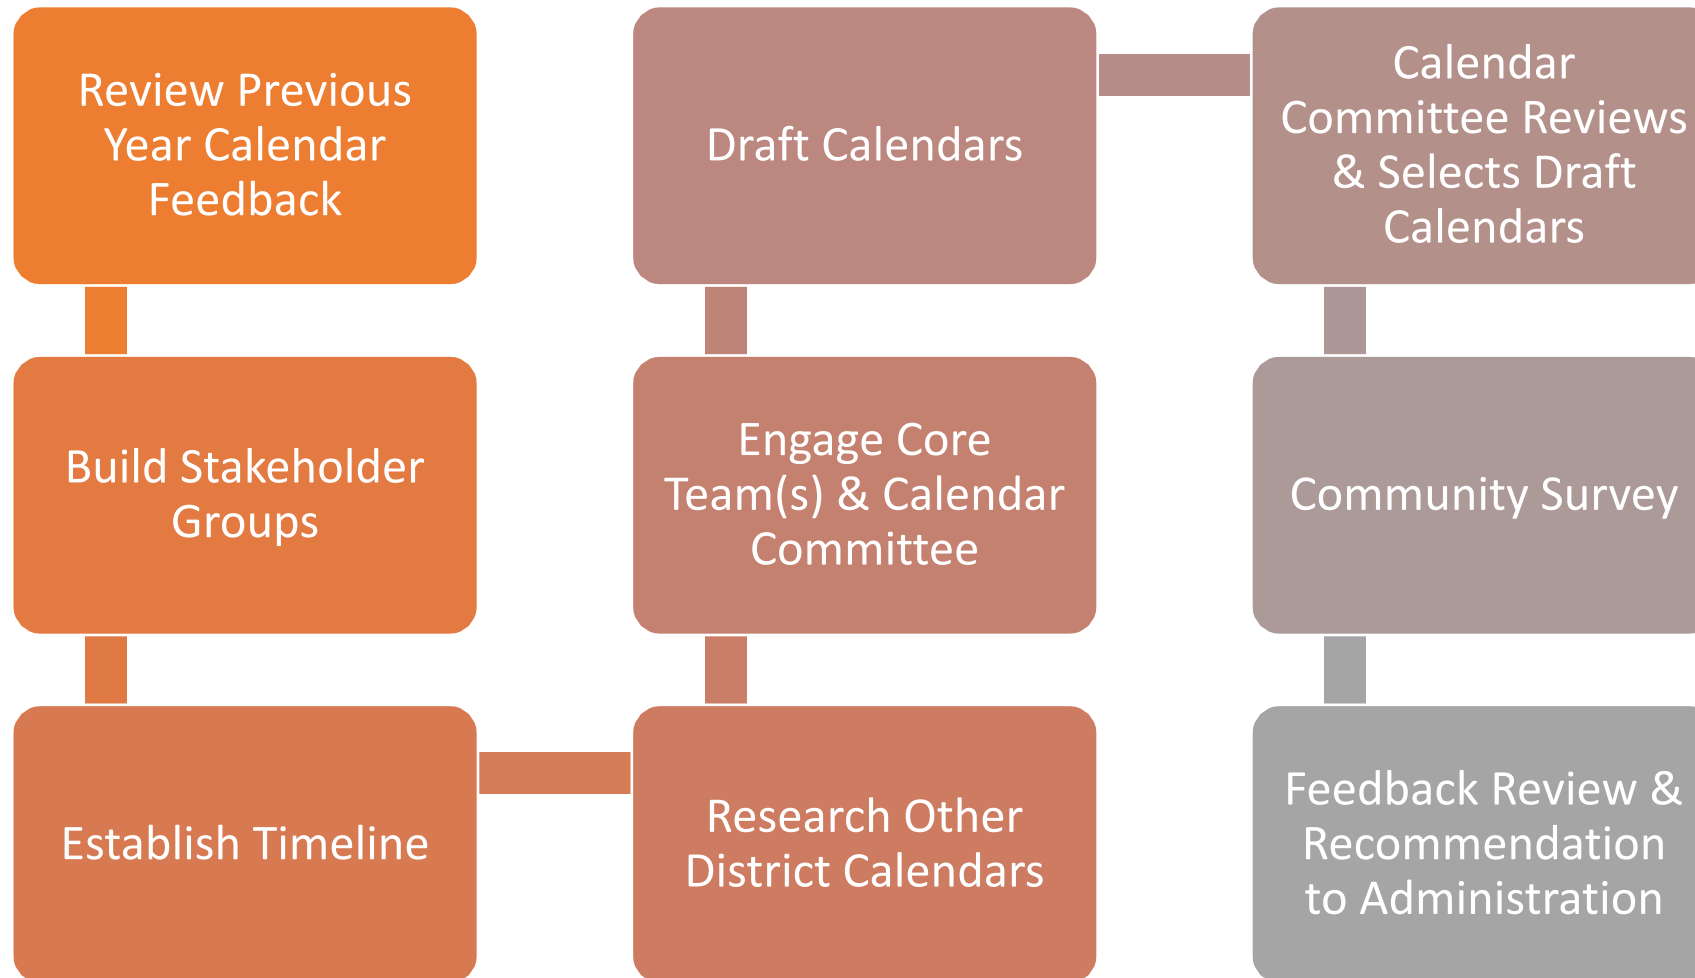 Review Previous
Year Calendar
Feedback
Build Stakeholder
Groups
Establish Timeline
Research Other
District Calendars
Engage Core
Team(s) & Calendar
Committee
Draft Calendars
Calendar
Committee Reviews
& Selects Draft
Calendars
Community Survey
Feedback Review &
Recommendation
to Administration